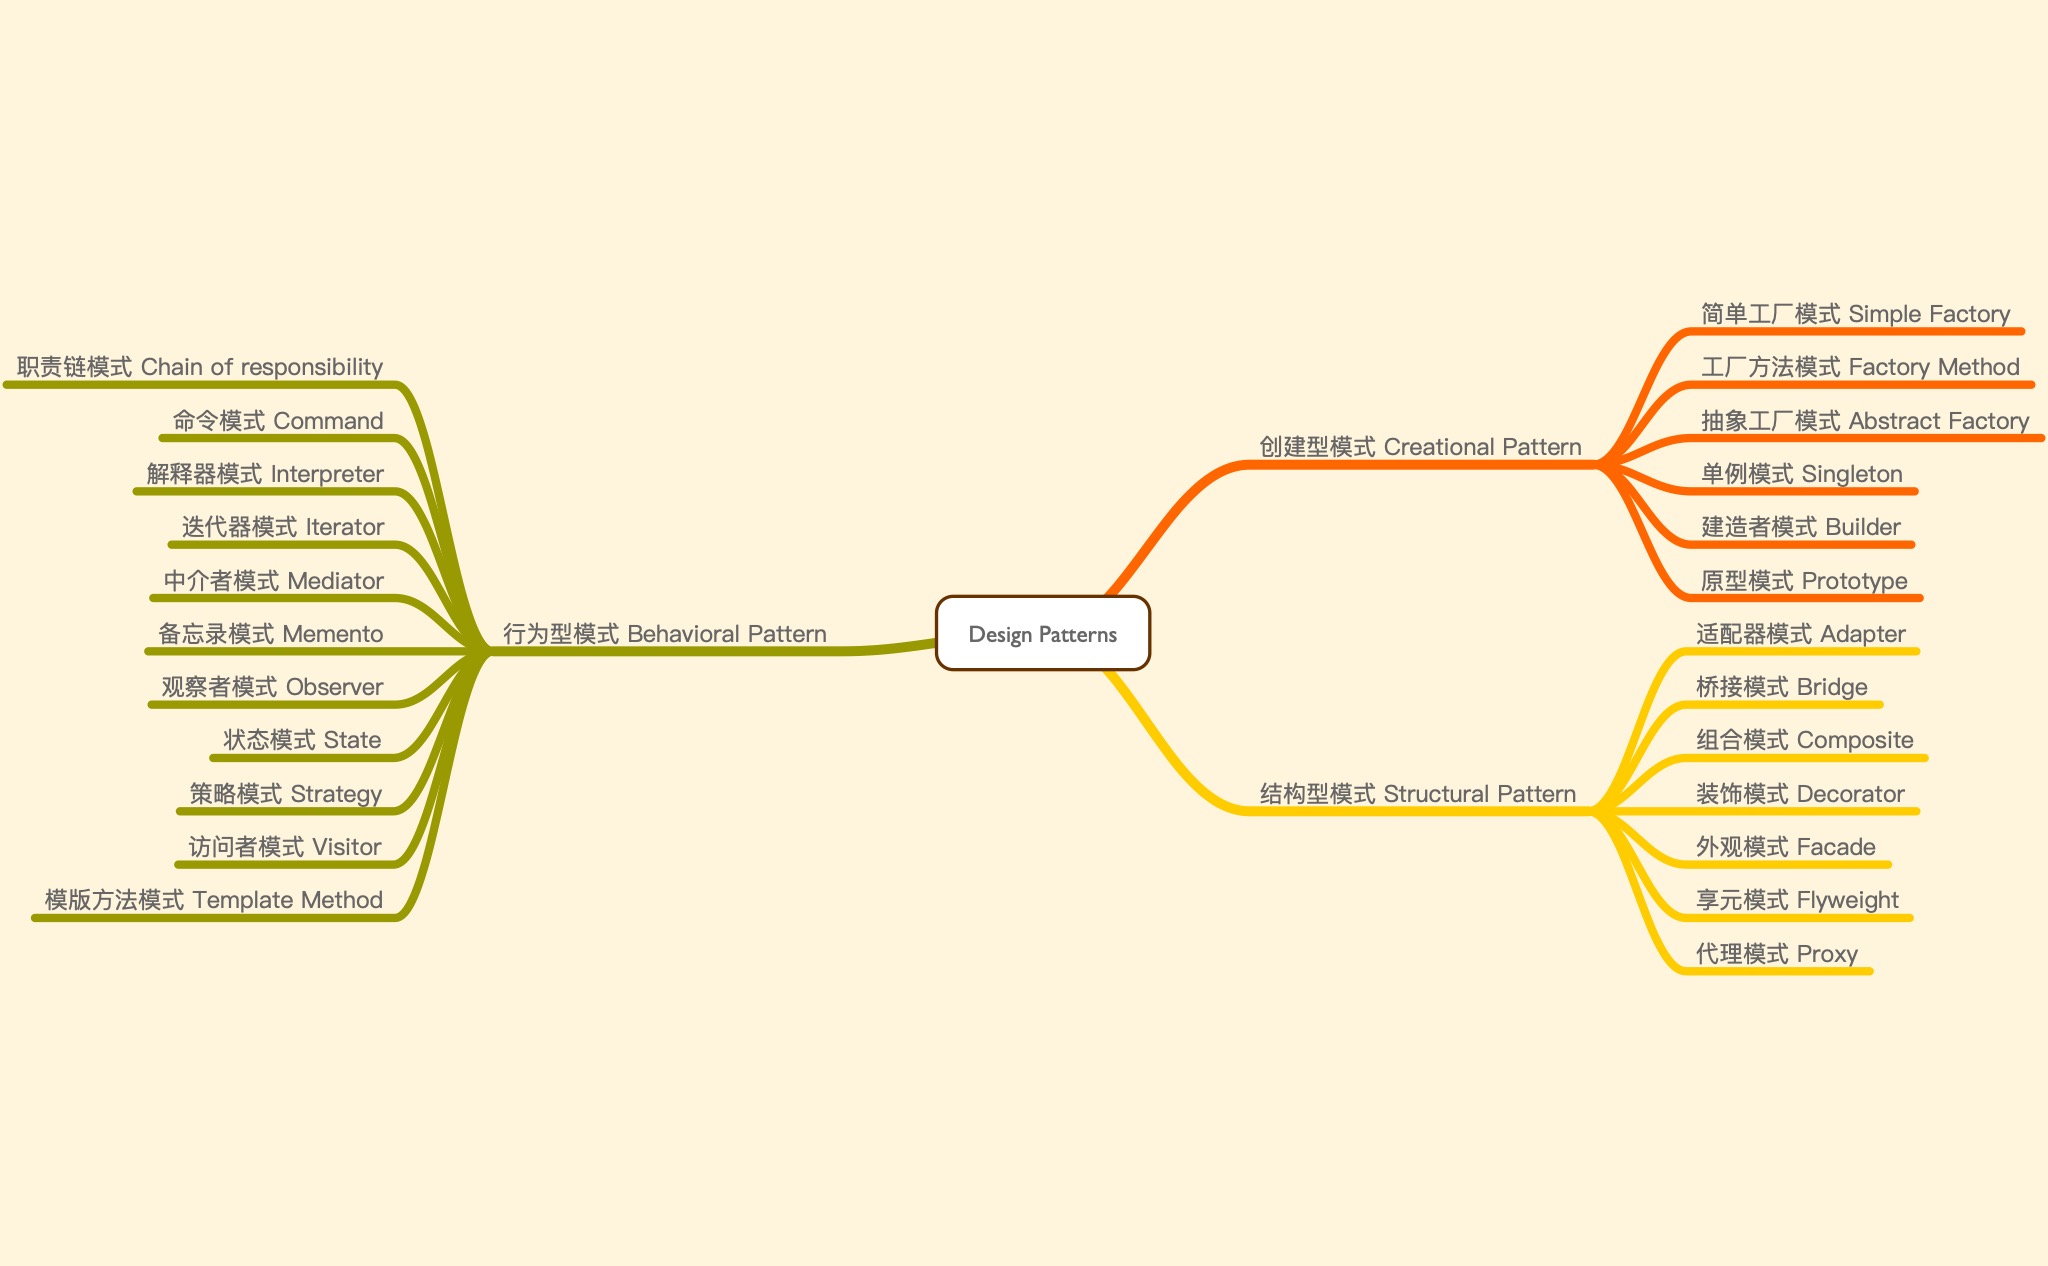 Design Patterns
创建型模式 Creational Pattern
简单工厂模式 Simple Factory
工厂方法模式 Factory Method
抽象工厂模式 Abstract Factory
单例模式 Singleton
建造者模式 Builder
原型模式 Prototype
结构型模式 Structural Pattern
适配器模式 Adapter
桥接模式 Bridge
组合模式 Composite
装饰模式 Decorator
外观模式 Facade
享元模式 Flyweight
代理模式 Proxy
行为型模式 Behavioral Pattern
职责链模式 Chain of responsibility
命令模式 Command
解释器模式 Interpreter
迭代器模式 Iterator
中介者模式 Mediator
备忘录模式 Memento
观察者模式 Observer
状态模式 State
策略模式 Strategy
访问者模式 Visitor
模版方法模式 Template Method